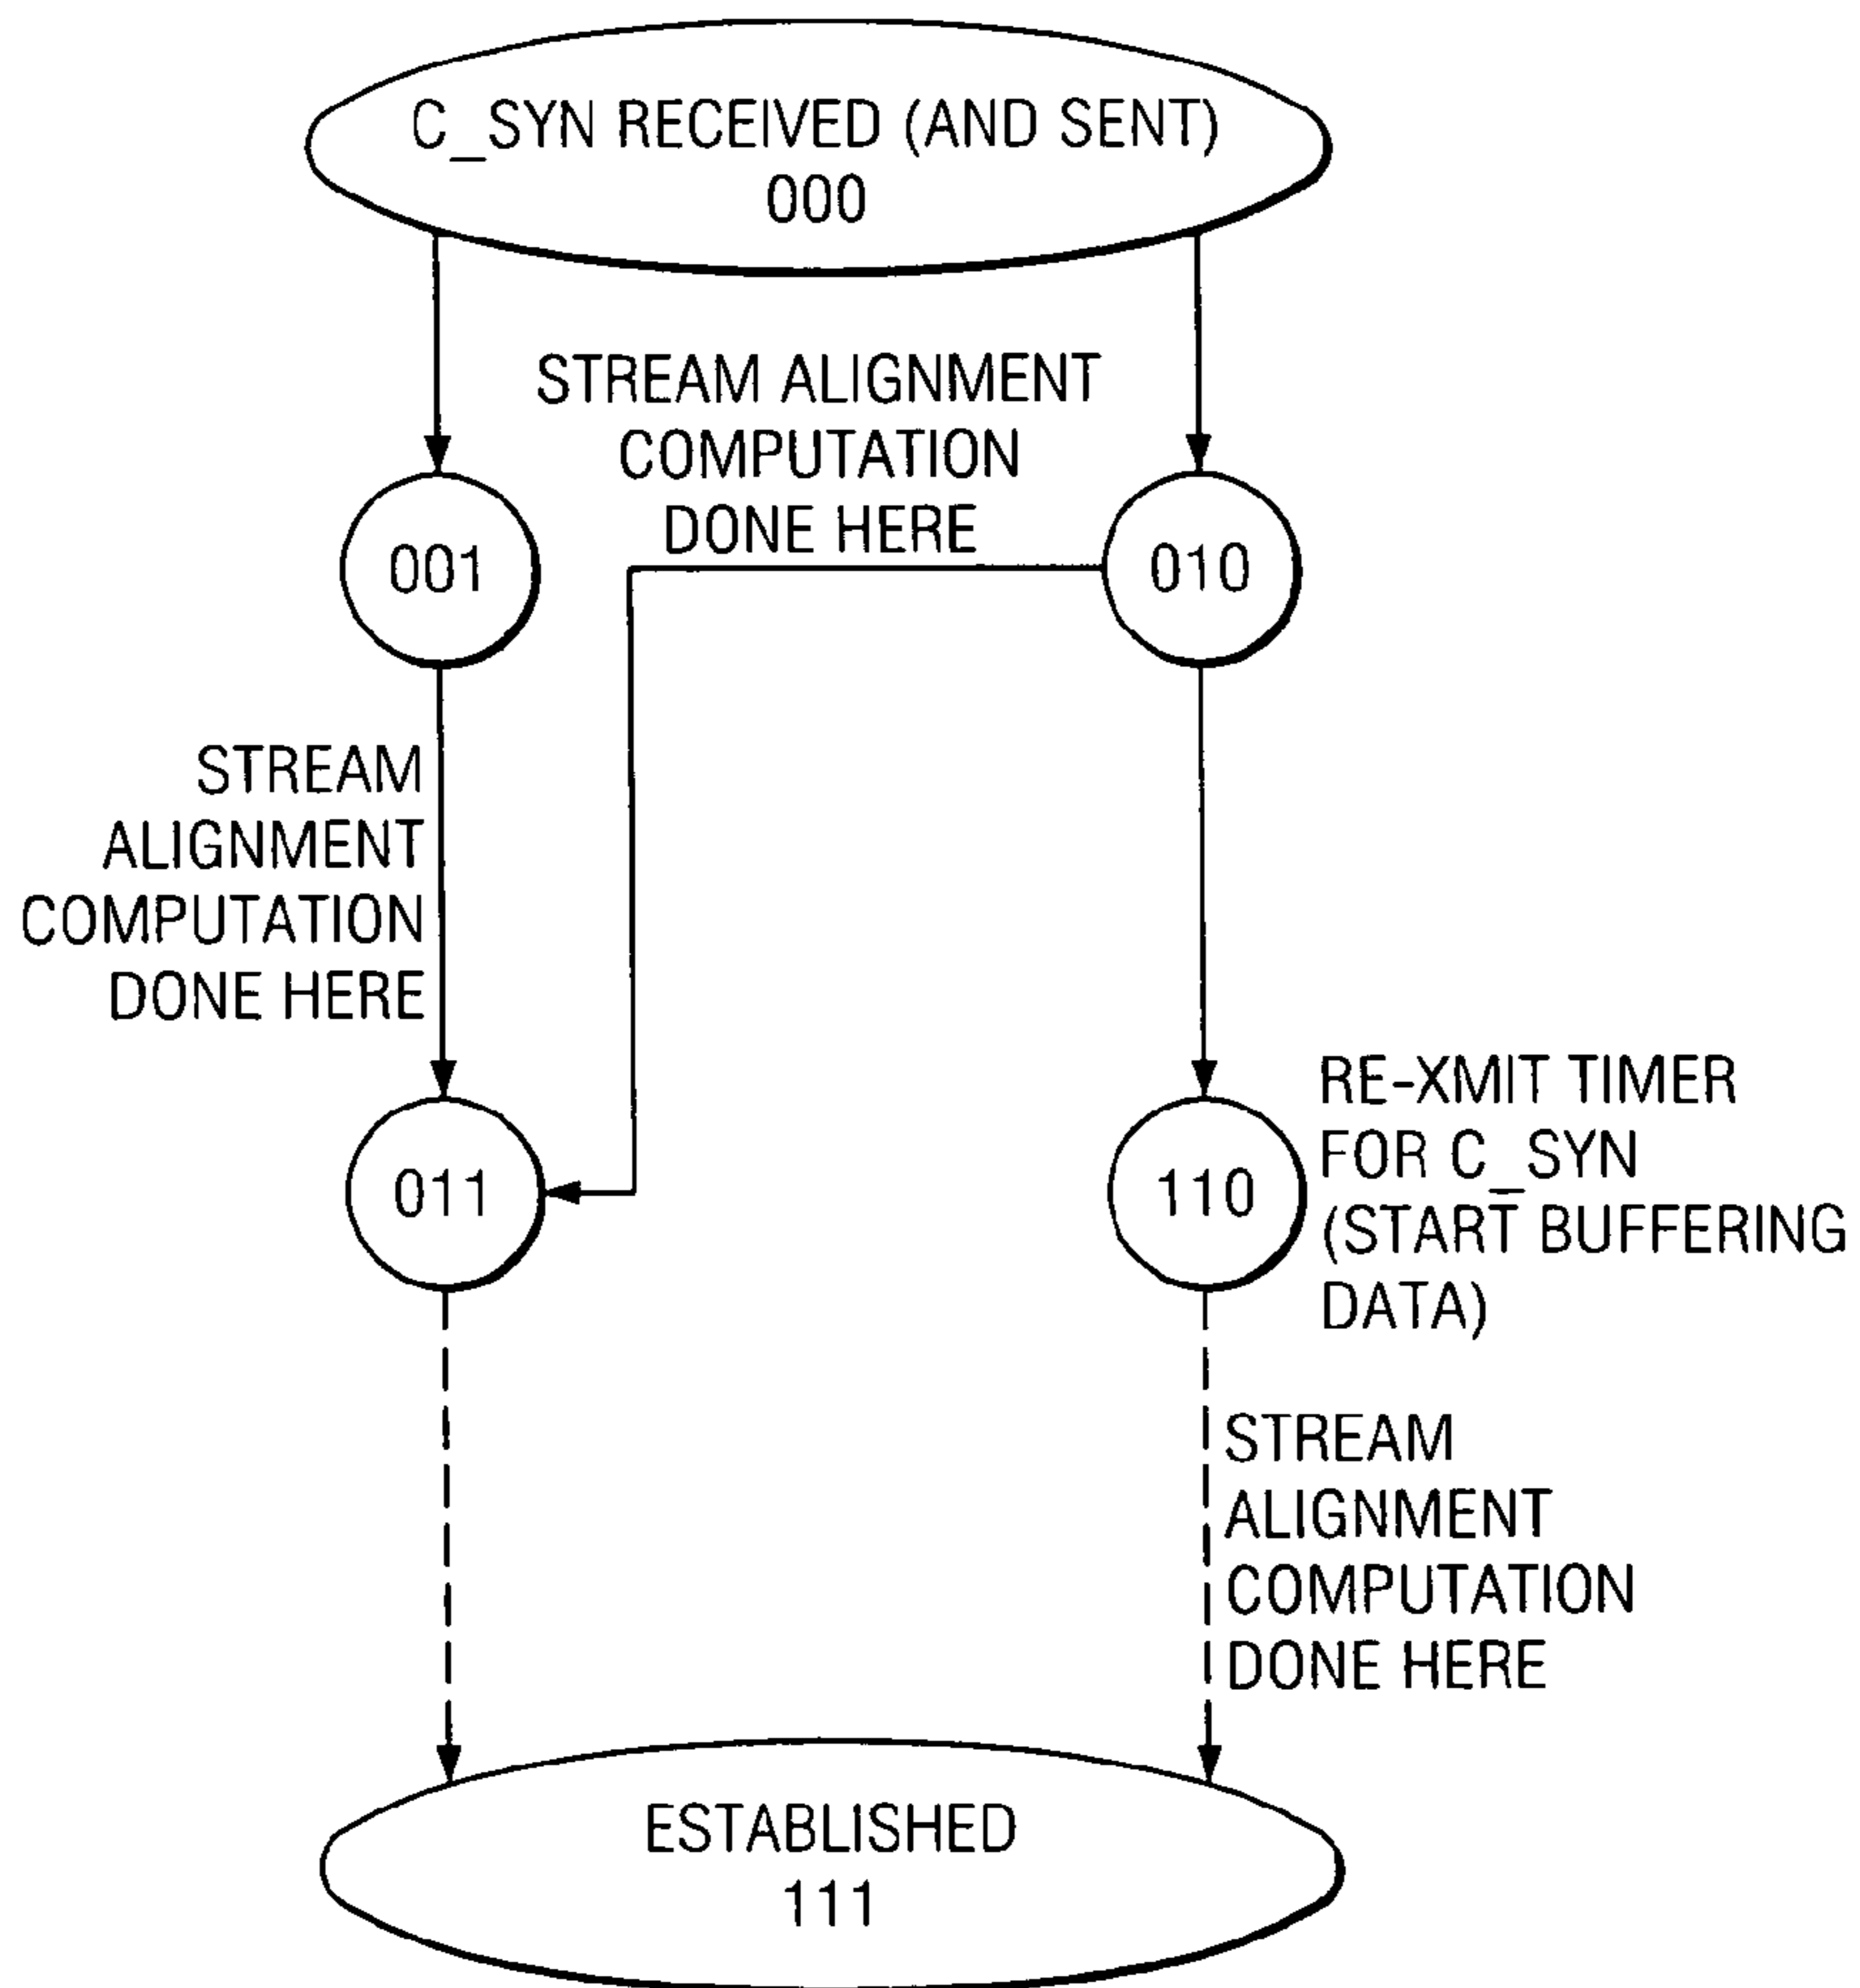 C_SYN RECEIVED (AND SENT)
000
STREAM ALIGNMENT
COMPUTATION
DONE HERE
001
010
STREAM
ALIGNMENT
COMPUTATION
DONE HERE
011
110
RE-XMIT TIMER
FOR C_SYN
(START BUFFERING
DATA)
STREAM
ALIGNMENT
COMPUTATION
DONE HERE
ESTABLISHED
111